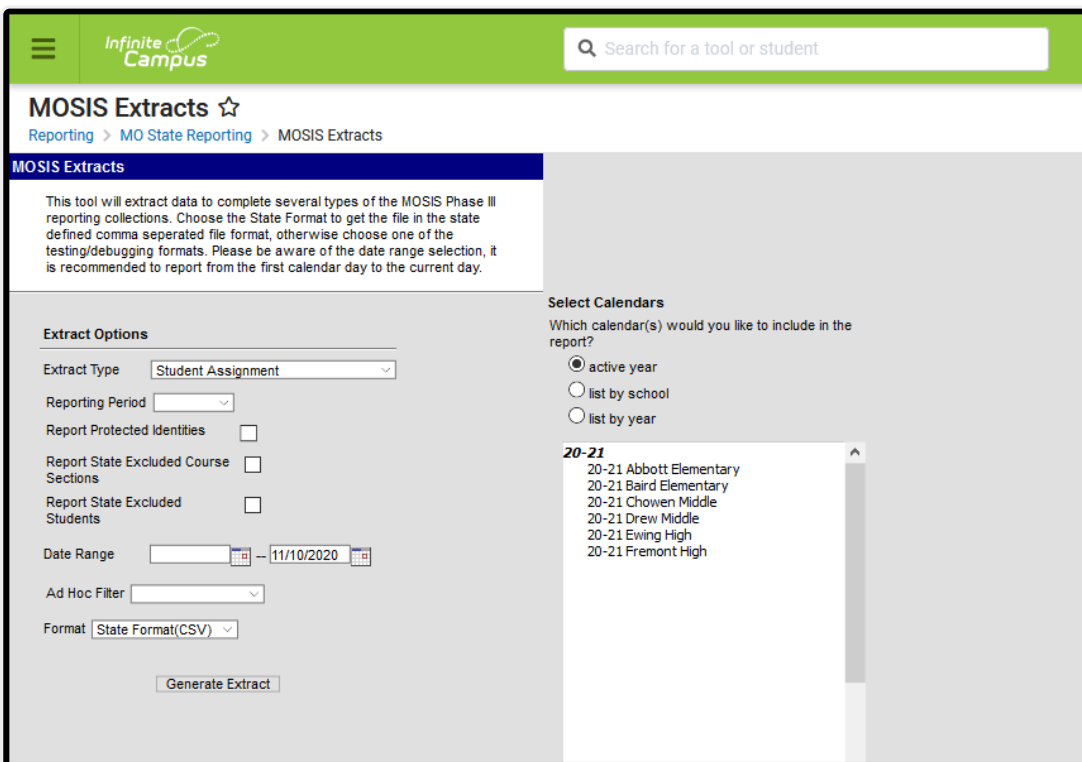 Infinite
Campus
Search for a tool or student
MOSIS Extracts
Reporting > MO State Reporting > MOSIS Extracts
MOSIS Extracts
This tool will extract data to complete several types of the MOSIS Phase III
reporting collections. Choose the State Format to get the file in the state
defined comma seperated file format, otherwise choose one of the
testing/debugging formats. Please be aware of the date range selection, it
is recommended to report from the first calendar day to the current day.
Extract Options
Extract Type Student Assignment
Reporting Period
Report Protected Identities
Report State Excluded Course
Sections
Report State Excluded
Students
Date Range -- 11/10/2020
Ad Hoc Filter
Format State Format(CSV)
Generate Extract
Select Calendars
Which calendar(s) would you like to include in the
report?
active year
list by school
list by year
20-21
20-21 Abbott Elementary
20-21 Baird Elementary
20-21 Chowen Middle
20-21 Drew Middle
20-21 Ewing High
20-21 Fremont High